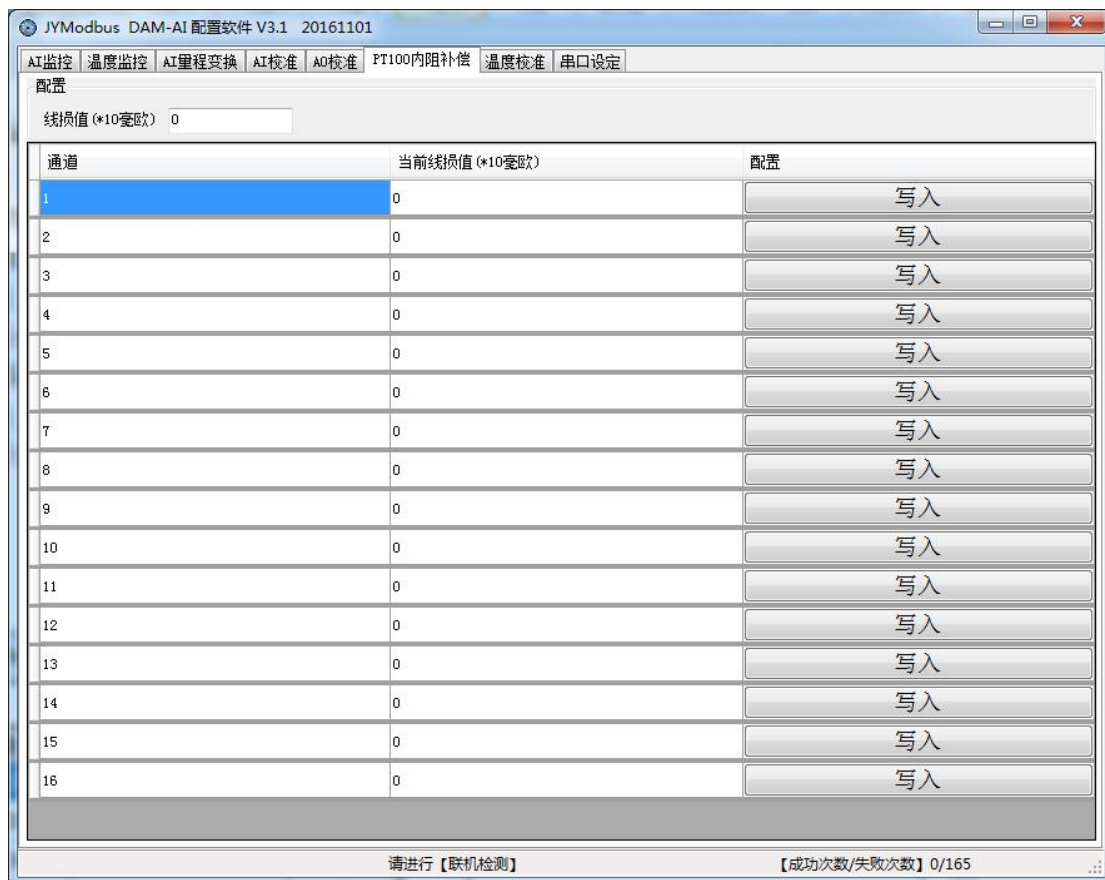 JYModbus DAM-AI 配置软件 V3.1 20161101
AI监控 温度监控 AI量程变换 AI校准 AO校准 PT100内阻补偿 温度校准 串口设定
配置
线损值(*10毫欧) 0
通道 当前线损值(*10毫欧) 配置
1 0 写入
2 0 写入
3 0 写入
4 0 写入
5 0 写入
6 0 写入
7 0 写入
8 0 写入
9 0 写入
10 0 写入
11 0 写入
12 0 写入
13 0 写入
14 0 写入
15 0 写入
16 0 写入
请进行【联机检测】 【成功次数/失败次数】0/165